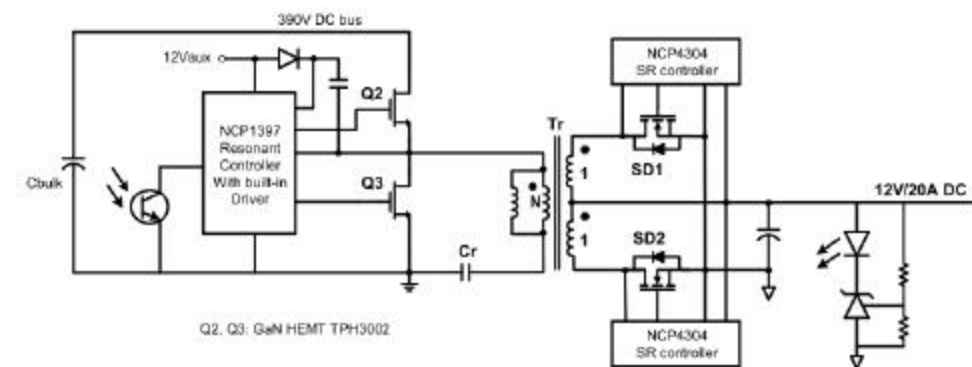 390V DC bus
12Vaux
NCP4304
SR controller
Q2
NCP1397
Resonant
Controller
With built-in
Driver
Tr
1
SD1
Cbulk
Q3
N
12V/20A DC
1
SD2
Cr
Q2, Q3: GaN HEMT TPH3002
NCP4304
SR controller